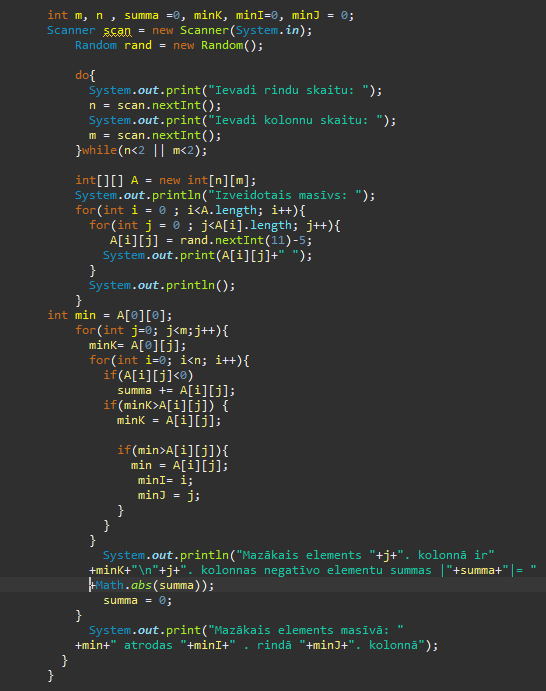 int m, n , summa =0, minK, minI=0, minJ = 0;
Scanner scan = new Scanner(System.in);
Random rand = new Random();
do{
System.out.print("Ievadi rindu skaitu: ");
n = scan.nextInt();
System.out.print("Ievadi kolonnu skaitu: ");
m = scan.nextInt();
}while(n<2 || m<2);
int[][] A = new int[n][m];
System.out.println("Izveidotais masīvs: ");
for(int i = 0 ; i<A.length; i++){
for(int j = 0 ; j<A[i].length; j++){
A[i][j] = rand.nextInt(11)-5;
System.out.print(A[i][j]+" ");
}
System.out.println();
}
int min = A[0][0];
for(int j=0; j<m;j++){
minK= A[0][j];
for(int i=0; i<n; i++){
if(A[i][j]<0)
summa += A[i][j];
if(minK>A[i][j]) {
minK = A[i][j];
if(min>A[i][j]){
min = A[i][j];
minI= i;
minJ = j;
}
}
}
System.out.println("Mazākais elements "+j+". kolonnā ir"
+minK+"\n"+j+". kolonnas negatīvo elementu summas |"+summa+"|= "
+Math.abs(summa));
summa = 0;
}
System.out.print("Mazākais elements masīvā: "
+min+" atrodas "+minI+" . rindā "+minJ+". kolonnā");
}
}